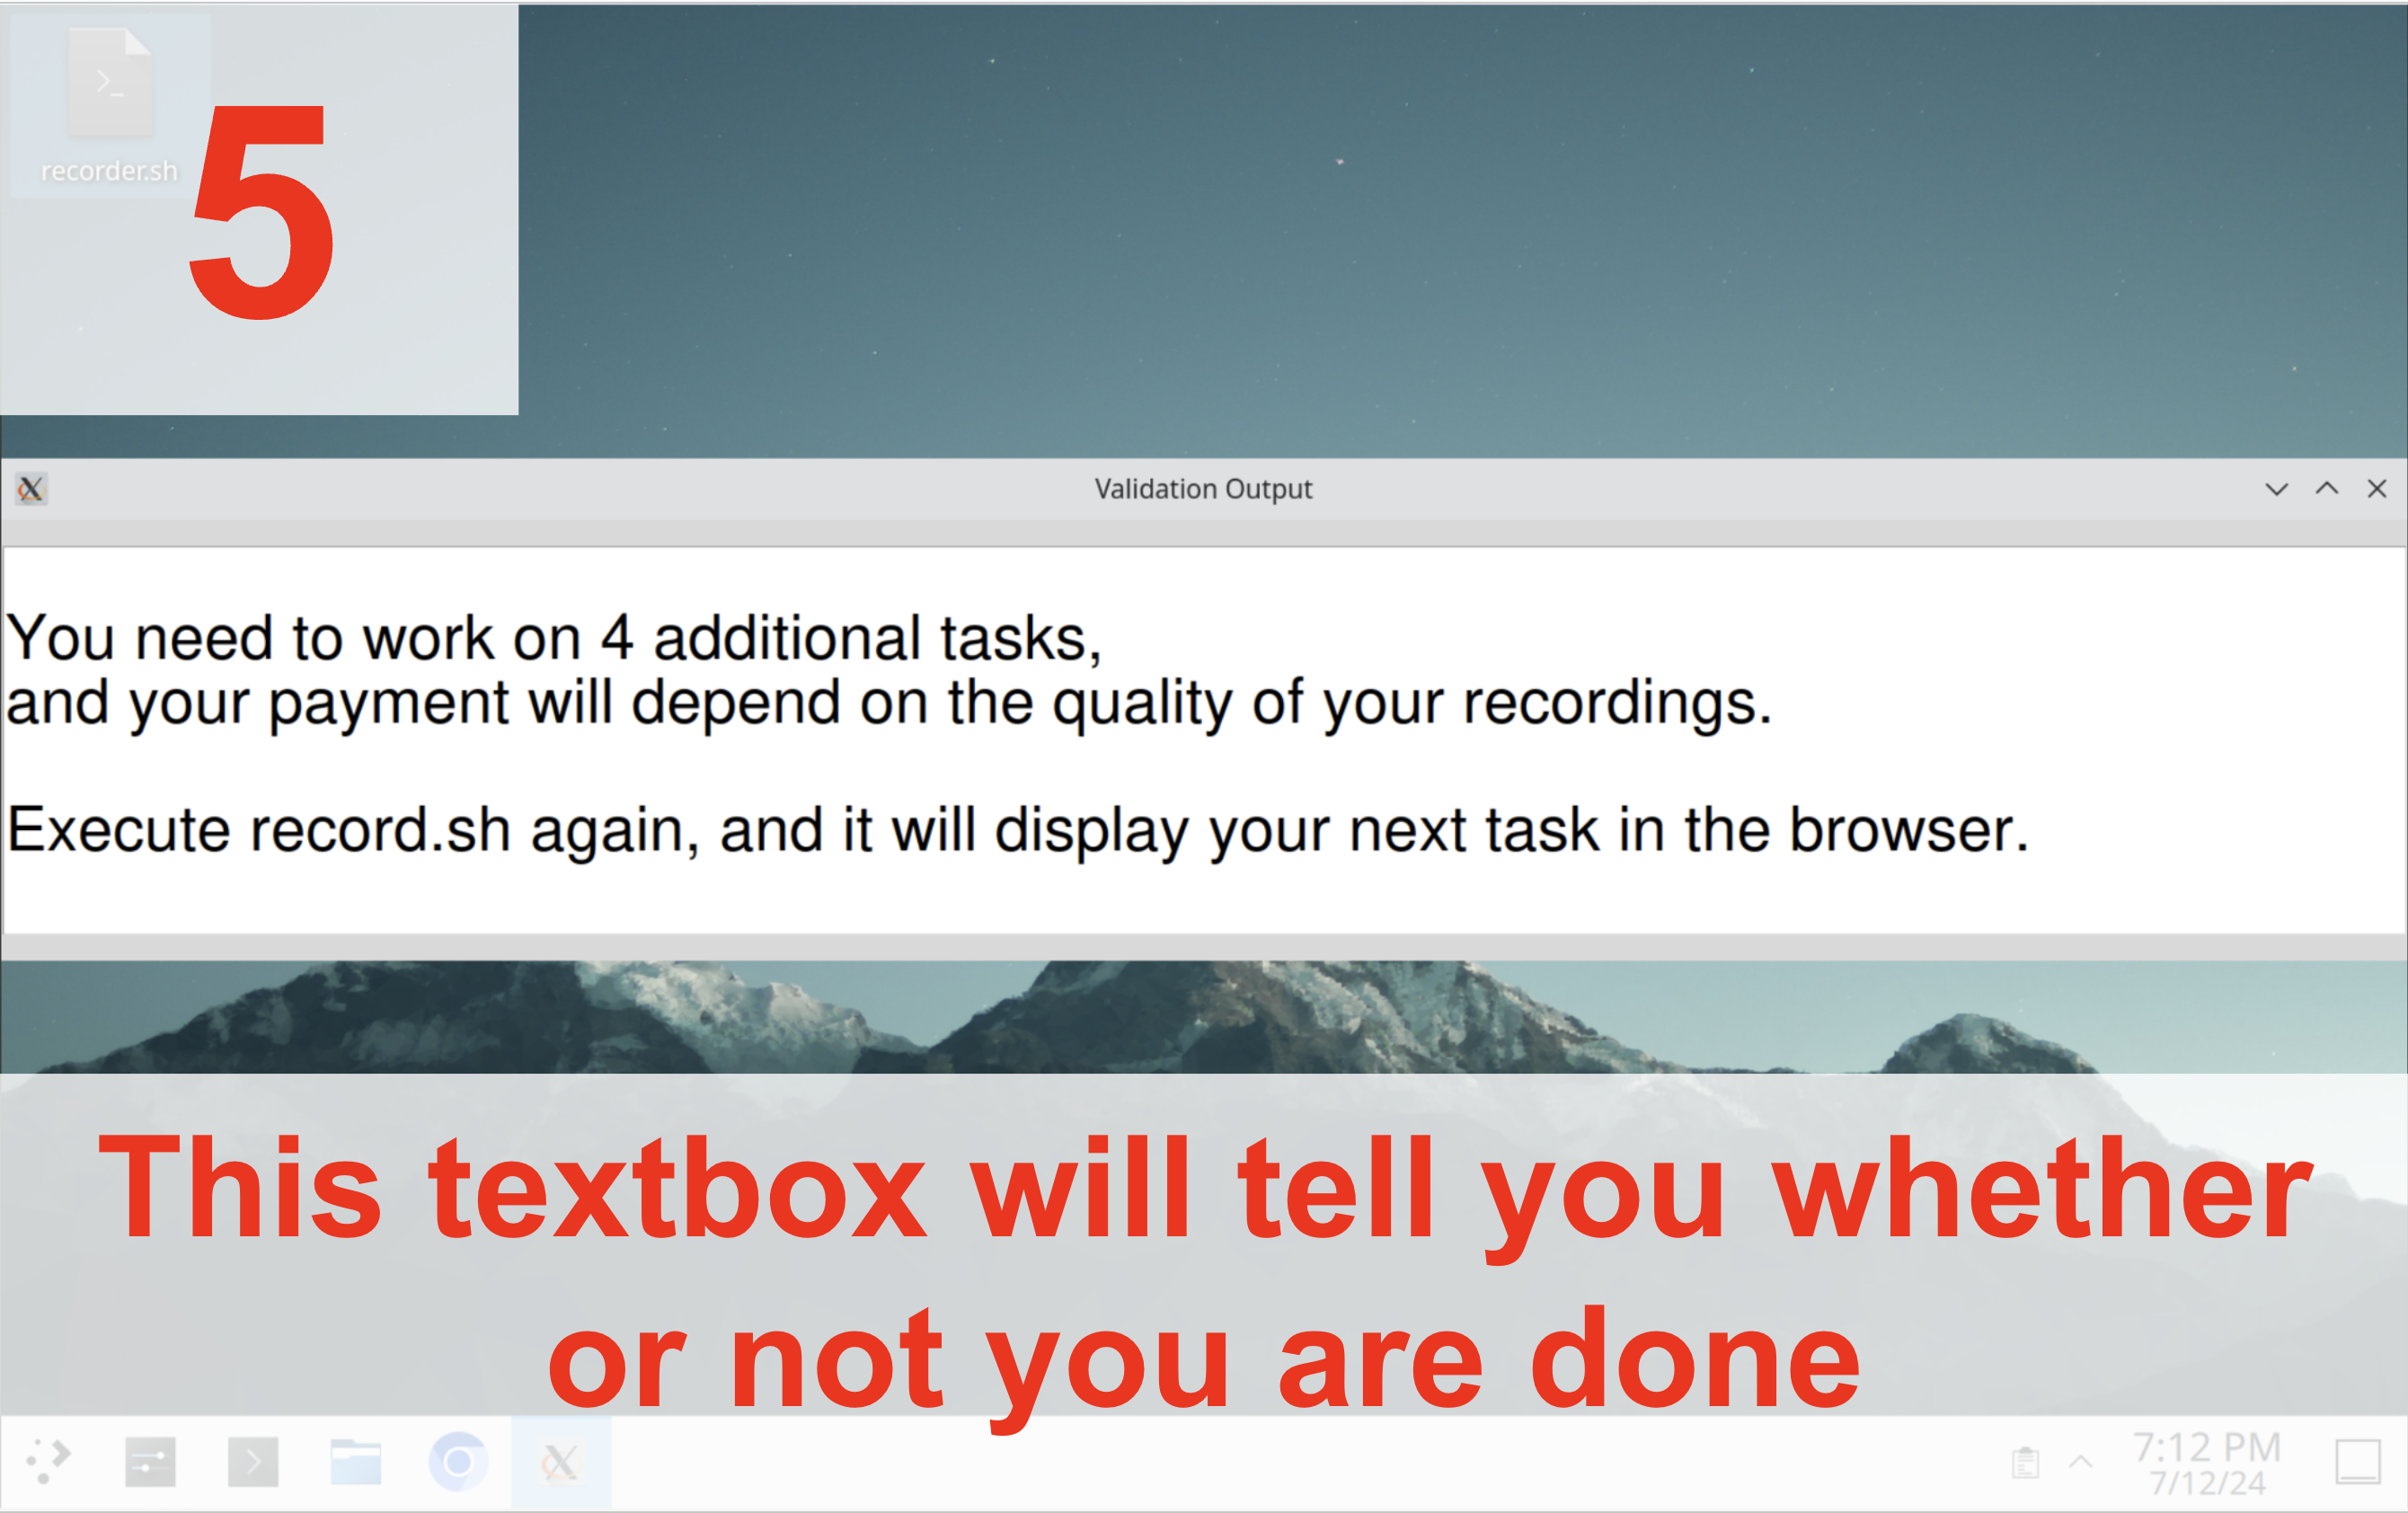 5
recorder.sh
Validation Output
You need to work on 4 additional tasks,
and your payment will depend on the quality of your recordings.
Execute record.sh again, and it will display your next task in the browser.
This textbox will tell you whether
or not you are done
7:12 PM
7/12/24